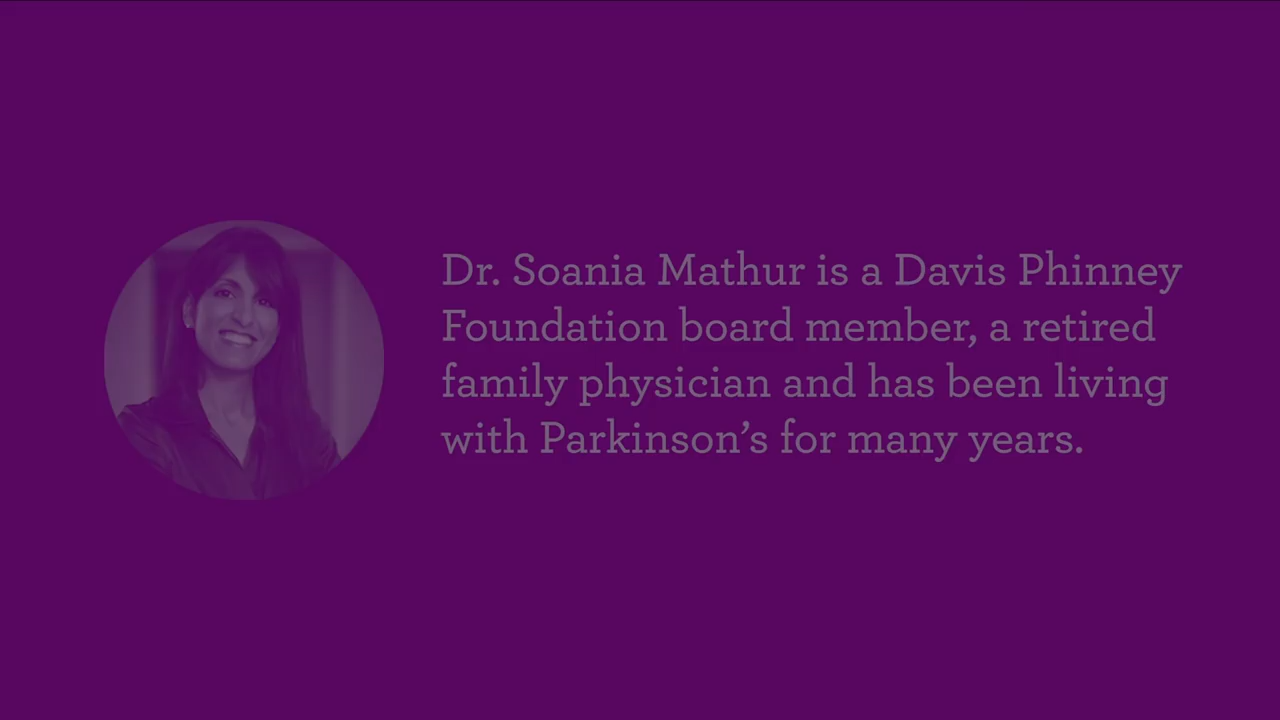 Dr. Soania Mathur is a Davis Phinney
Foundation board member, a retired
family physician and has been living
with Parkinson’s for many years.